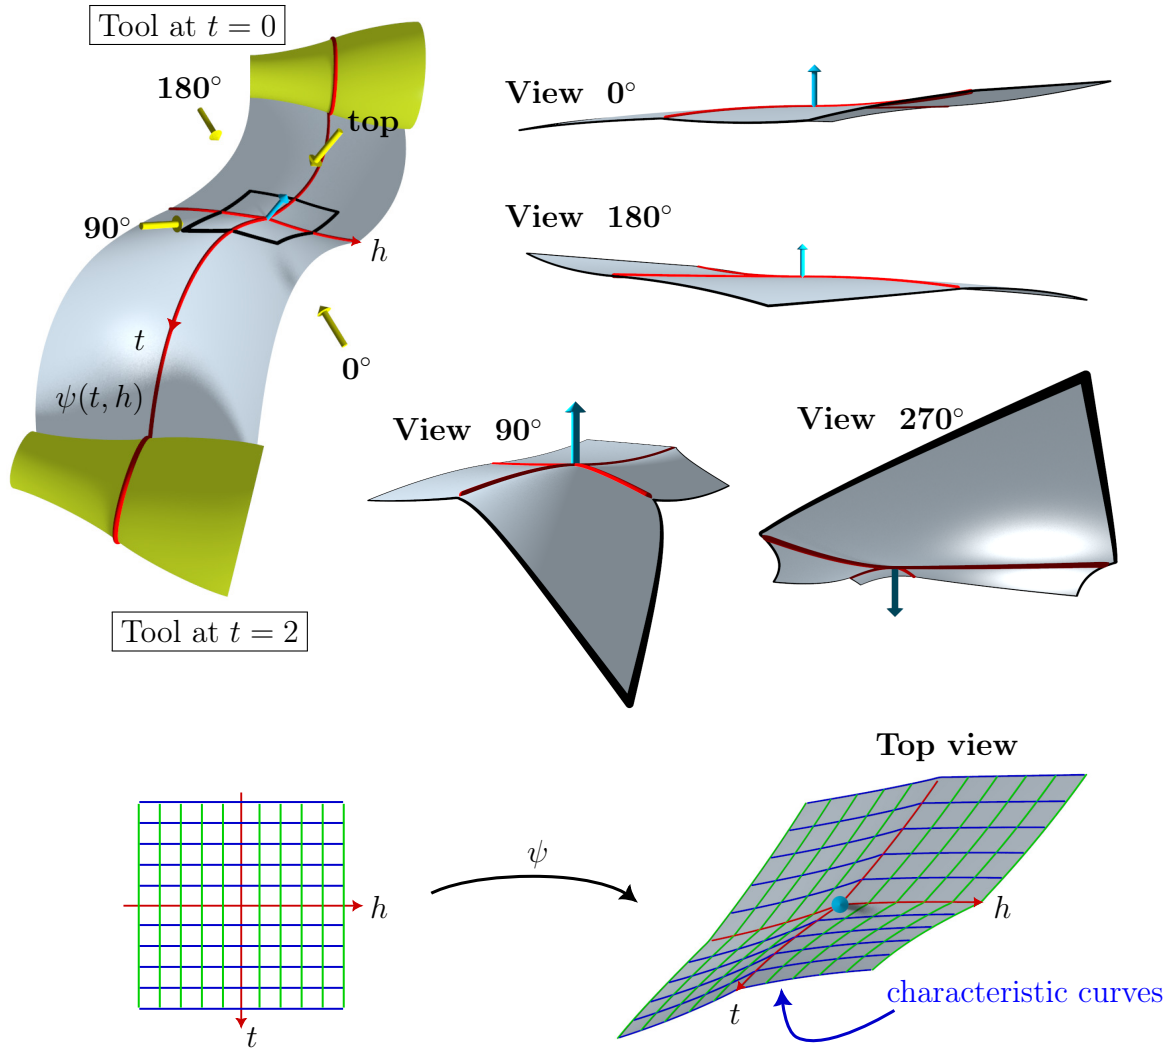 Tool at t = 0
180°
top
View 0°
90°
h
View 180°
t
0°
ψ(t, h)
View 90°
View 270°
Tool at t = 2
Top view
ψ
h
h
t
t
characteristic curves